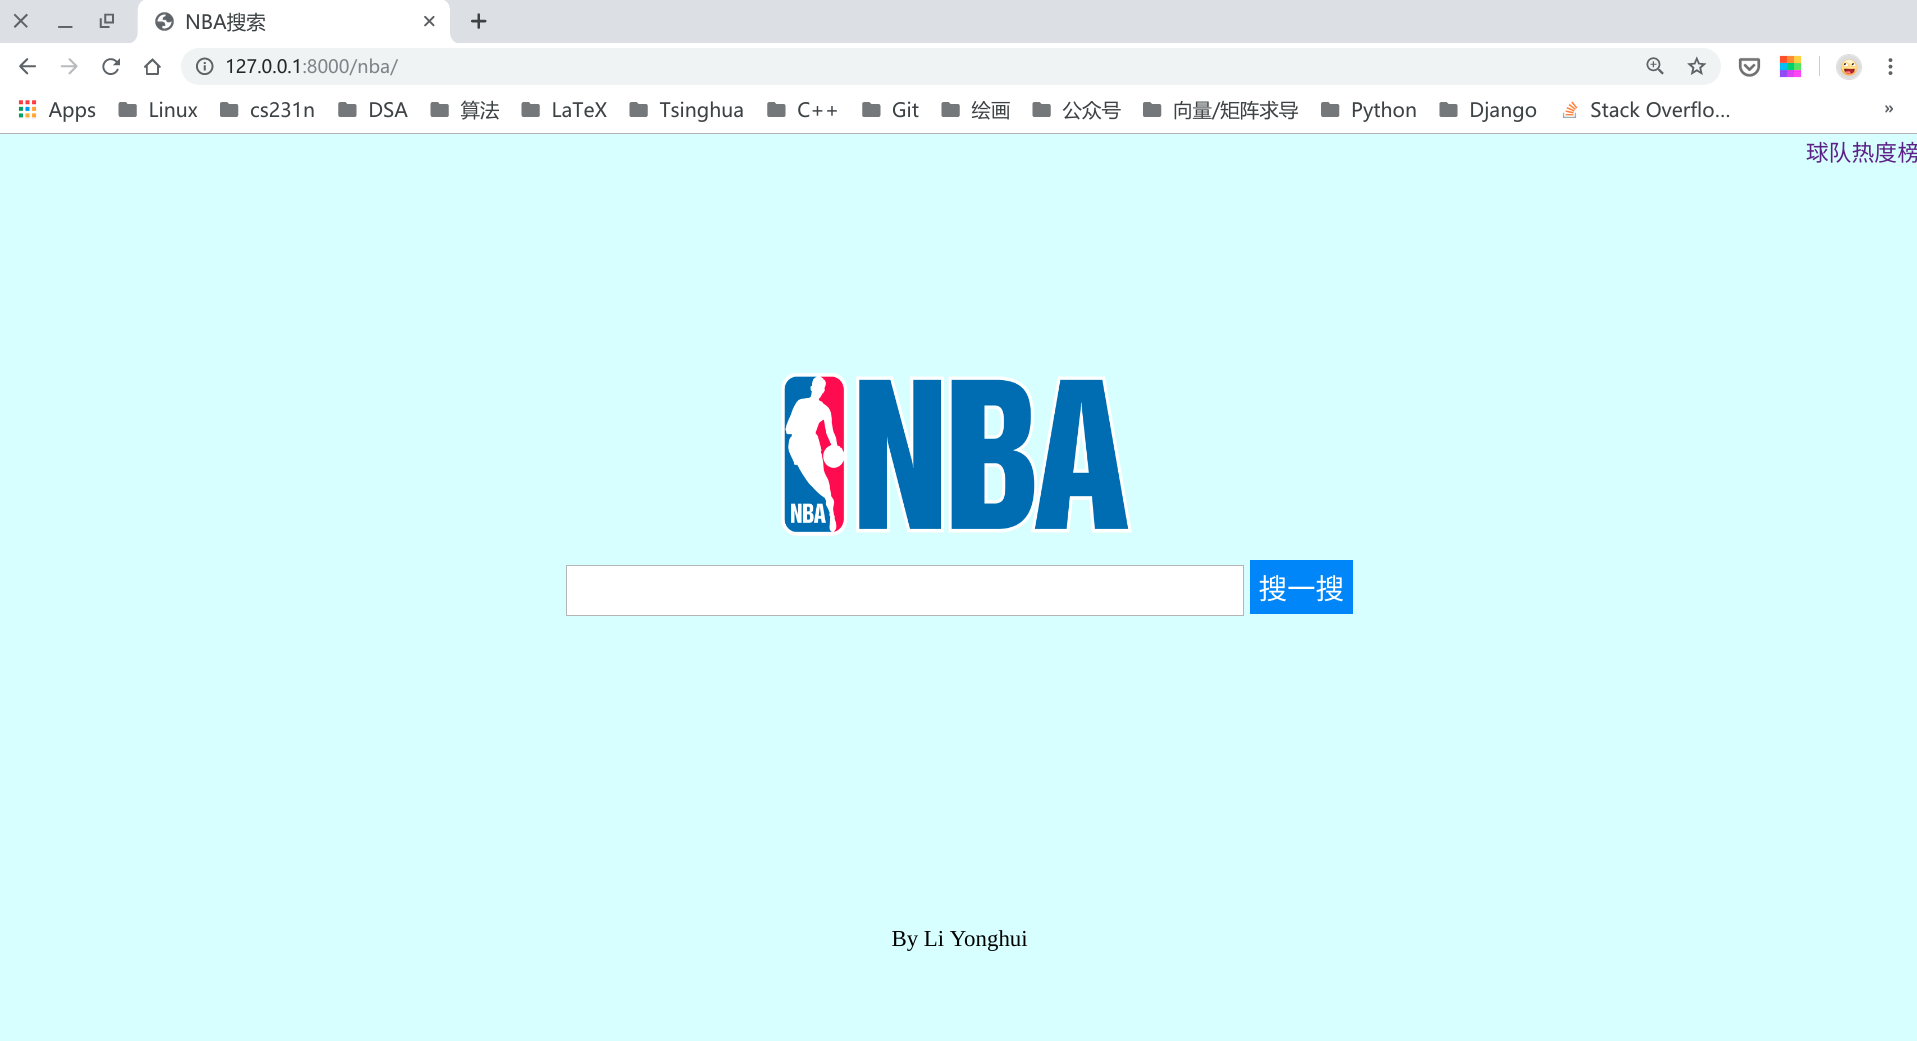 NBA搜索
127.0.0.1:8000/nba/
Apps Linux cs231n DSA 算法 LaTeX Tsinghua C++ Git 绘画 公众号 向量/矩阵求导 Python Django Stack Overflo... »
球队热度榜
NBA
NBA
搜一搜
By Li Yonghui